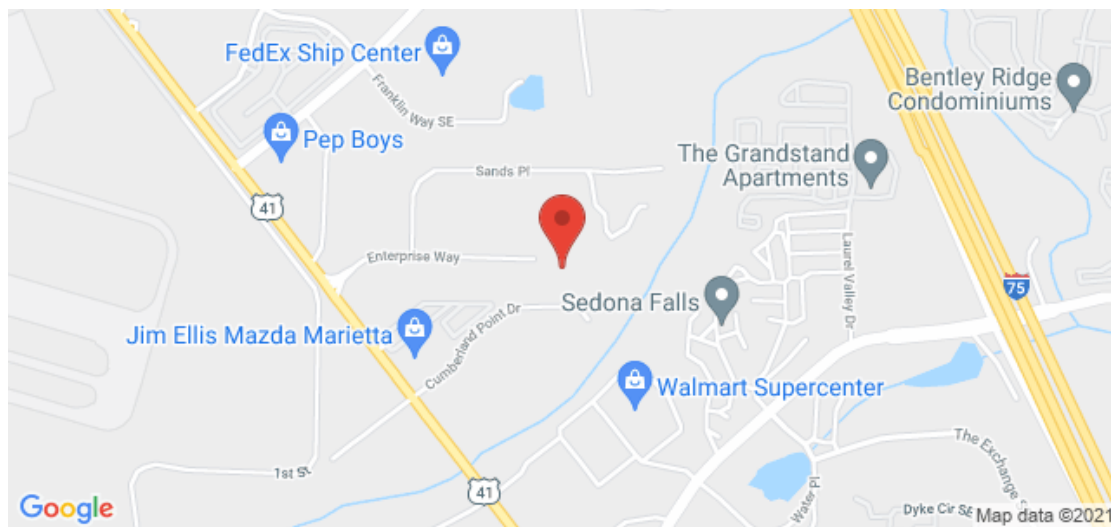 FedEx Ship Center
Franklin Way SE
Bentley Ridge
Condominiums
Pep Boys
The Grandstand
Apartments
Sands Pl
41
Enterprise Way
Laurel Valley Dr
75
Sedona Falls
Jim Ellis Mazda Marietta
Cumberland Point Dr
Walmart Supercenter
1st St
The Exchange
41
Water Pl
Dyke Cir SE
Google
Map data ©2021